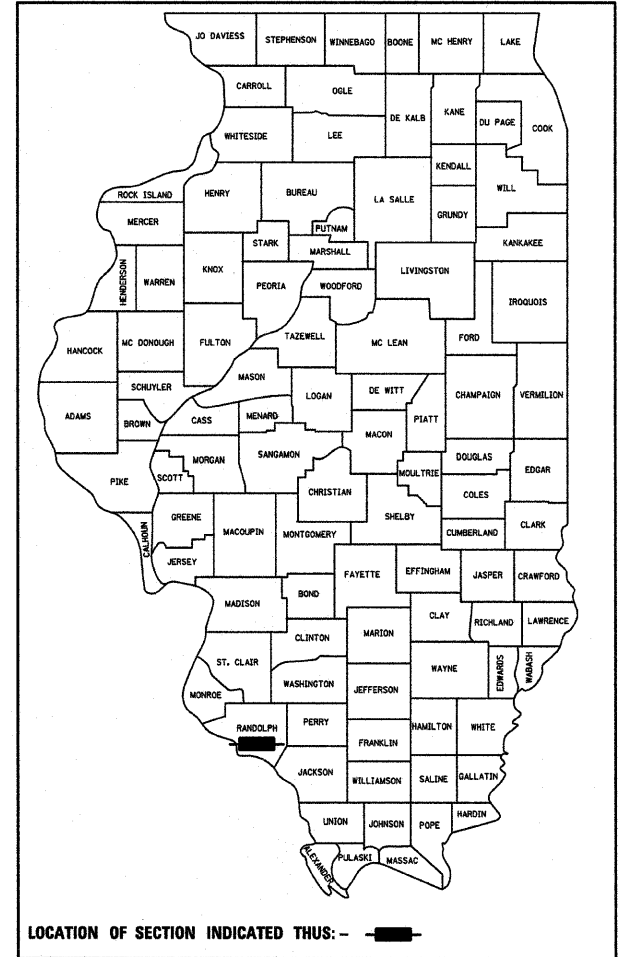 JO DAVIESS STEPHENSON WINNEBAGO BOONE MC HENRY LAKE
CARROLL OGLE DE KALB KANE DU PAGE COOK
WHITESIDE LEE
KENDALL WILL
ROCK ISLAND HENRY BUREAU LA SALLE
MERCER PUTNAM GRUNDY
STARK MARSHALL KANKAKEE
HENDERSON WARREN KNOX PEORIA WOODFORD LIVINGSTON IROQUOIS
HANCOCK MC DONOUGH FULTON TAZEWELL MC LEAN FORD
SCHUYLER MASON
ADAMS BROWN CASS MENARD LOGAN DE WITT PIATT CHAMPAIGN VERMILION
MACON
PIKE SCOTT MORGAN SANGAMON CHRISTIAN MOULTRIE DOUGLAS EDGAR
COLES
CALHOUN GREENE MACOUPIN MONTGOMERY SHELBY CUMBERLAND CLARK
JERSEY FAYETTE EFFINGHAM JASPER CRAWFORD
MADISON BOND
CLINTON MARION CLAY RICHLAND LAWRENCE
ST. CLAIR WAYNE EDWARDS WABASH
MONROE WASHINGTON JEFFERSON
RANDOLPH PERRY HAMILTON WHITE
FRANKLIN
JACKSON WILLIAMSON SALINE GALLATIN
UNION JOHNSON POPE HARDIN
ALEXANDER PULASKI MASSAC
LOCATION OF SECTION INDICATED THUS: –